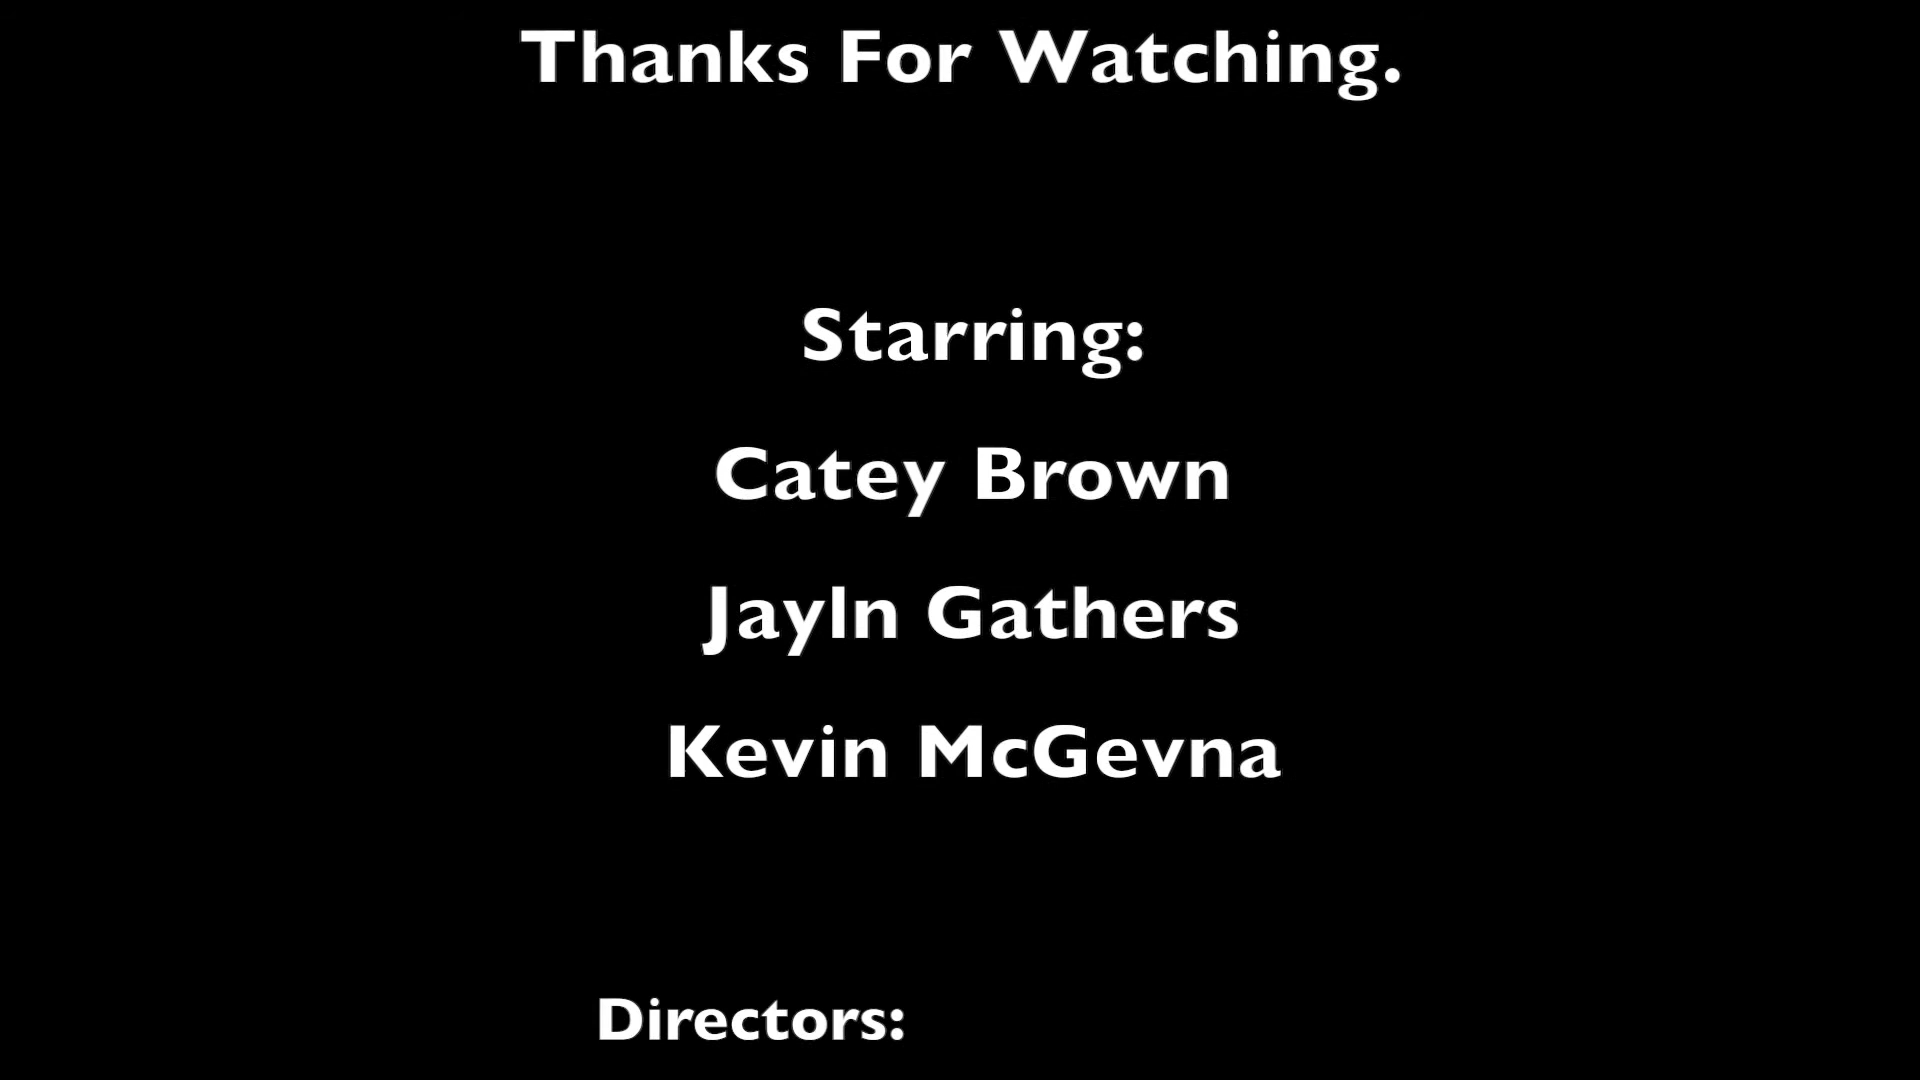 Thanks For Watching.
Starring:
Catey Brown
Jayln Gathers
Kevin McGevna
Directors: